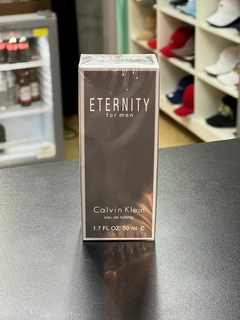 ETERNITY
for men
Calvin Klein
eau de toilette
1.7 FL OZ 50 ml e